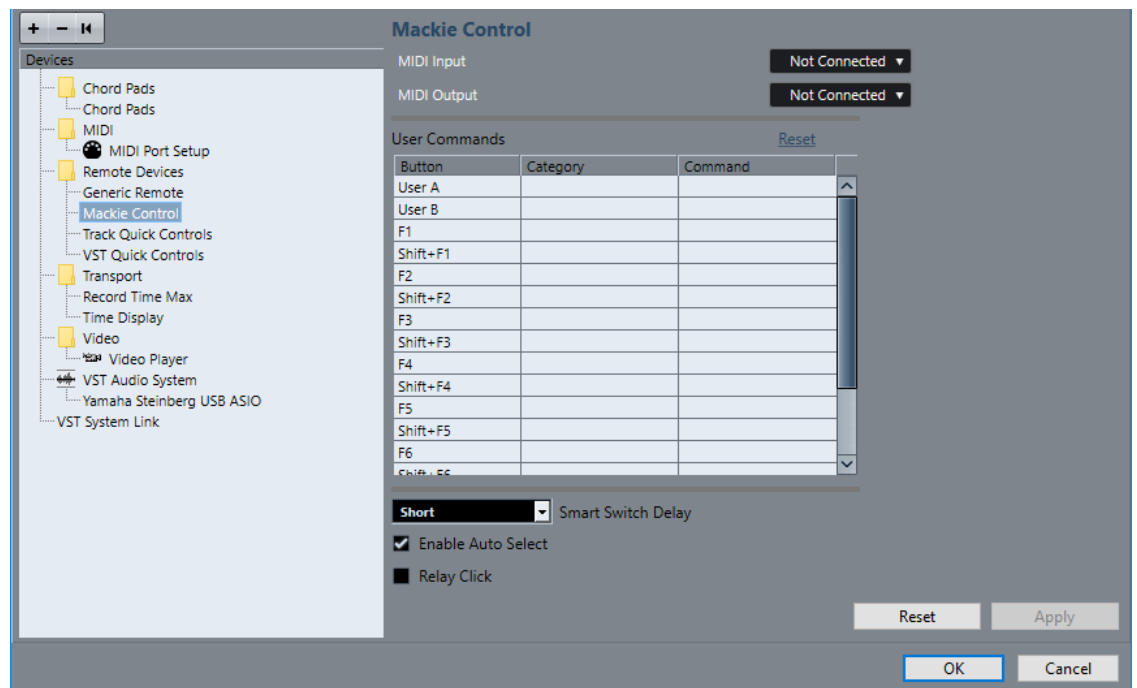 Devices
Chord Pads
Chord Pads
MIDI
MIDI Port Setup
Remote Devices
Generic Remote
Mackie Control
Track Quick Controls
VST Quick Controls
Transport
Record Time Max
Time Display
Video
Video Player
VST Audio System
Yamaha Steinberg USB ASIO
VST System Link
Mackie Control
MIDI Input Not Connected
MIDI Output Not Connected
User Commands Reset
Button Category Command
User A
User B
F1
Shift+F1
F2
Shift+F2
F3
Shift+F3
F4
Shift+F4
F5
Shift+F5
F6
Shift+F6
Short Smart Switch Delay
Enable Auto Select
Relay Click
Reset Apply
OK Cancel